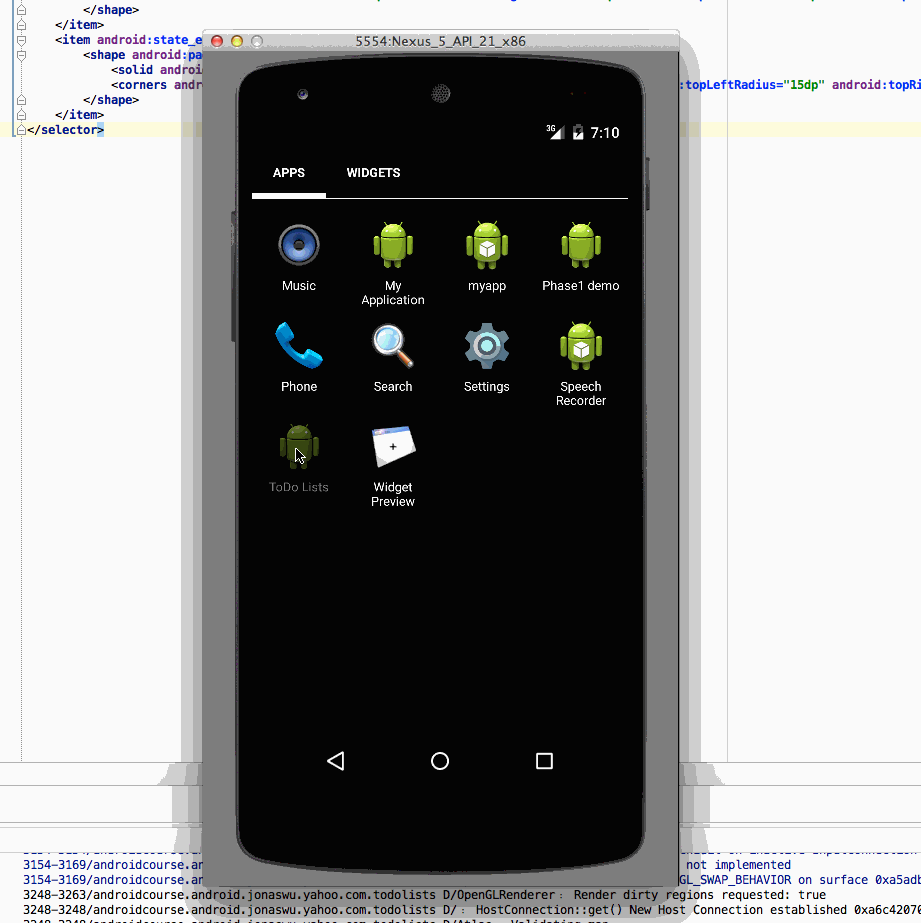 </shape>
</item>
<item android:state_e
<shape android:pa
<solid androi
<corners andr
:topLeftRadius="15dp" android:topRi
</shape>
</item>
</selector>
5554:Nexus_5_API_21_x86
3G 7:10
APPS WIDGETS
Music
My
Application
myapp
Phase1 demo
Phone
Search
Settings
Speech
Recorder
ToDo Lists
Widget
Preview
3154-3169/androidcourse.an
not implemented
3154-3169/androidcourse.an
GL_SWAP_BEHAVIOR on surface 0xa5adb
3248-3263/androidcourse.android.jonaswu.yahoo.com.todolists D/OpenGLRenderer﹕ Render dirty regions requested: true
3248-3248/androidcourse.android.jonaswu.yahoo.com.todolists D/﹕ HostConnection::get() New Host Connection established 0xa6c4207